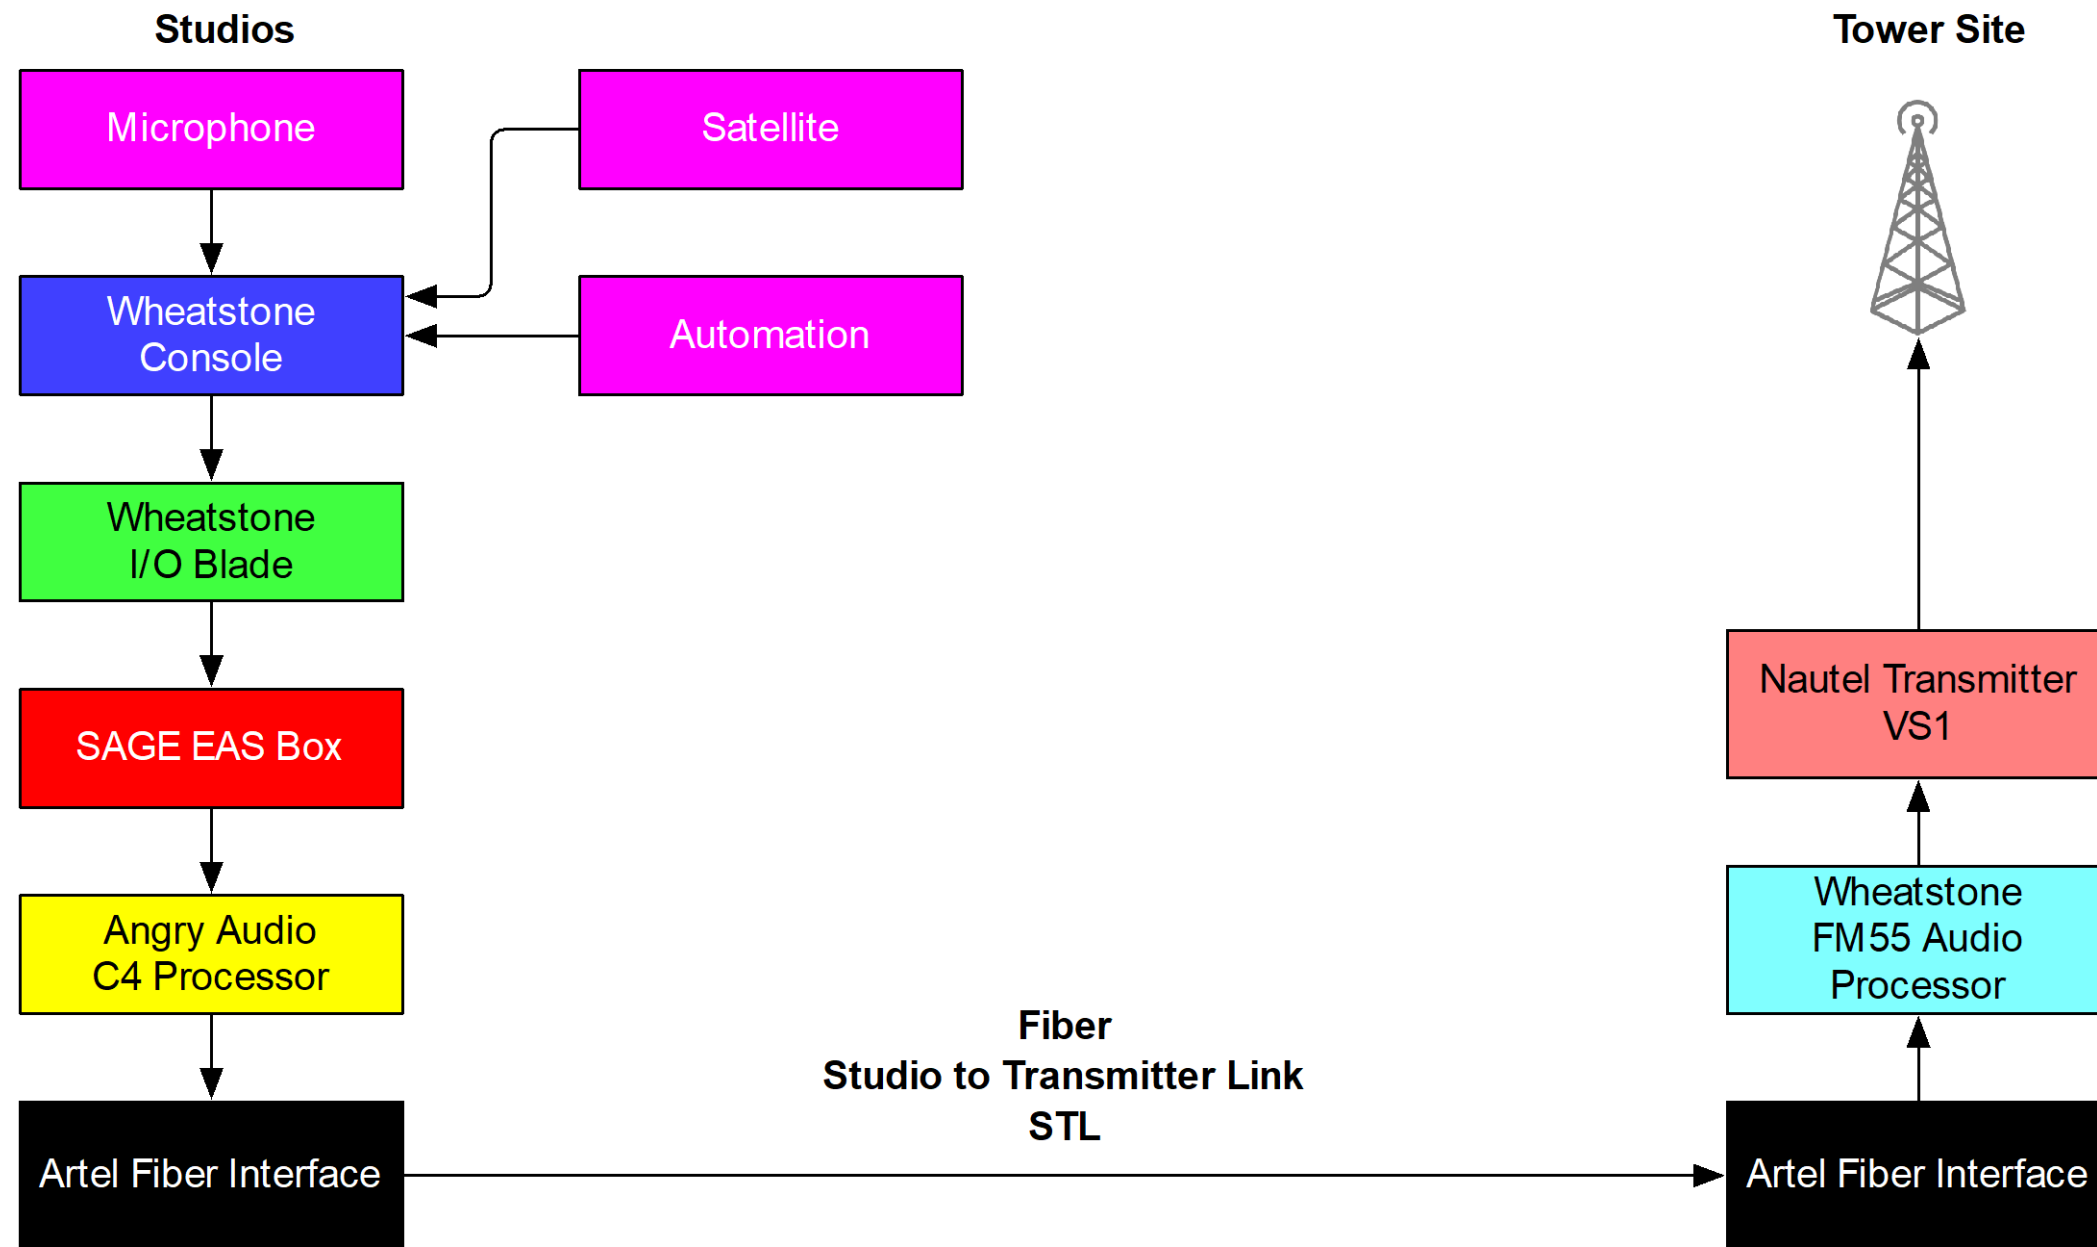 Studios
Tower Site
Microphone
Satellite
Wheatstone
Console
Automation
Wheatstone
I/O Blade
SAGE EAS Box
Nautel Transmitter
VS1
Angry Audio
C4 Processor
Wheatstone
FM55 Audio
Processor
Fiber
Studio to Transmitter Link
STL
Artel Fiber Interface
Artel Fiber Interface